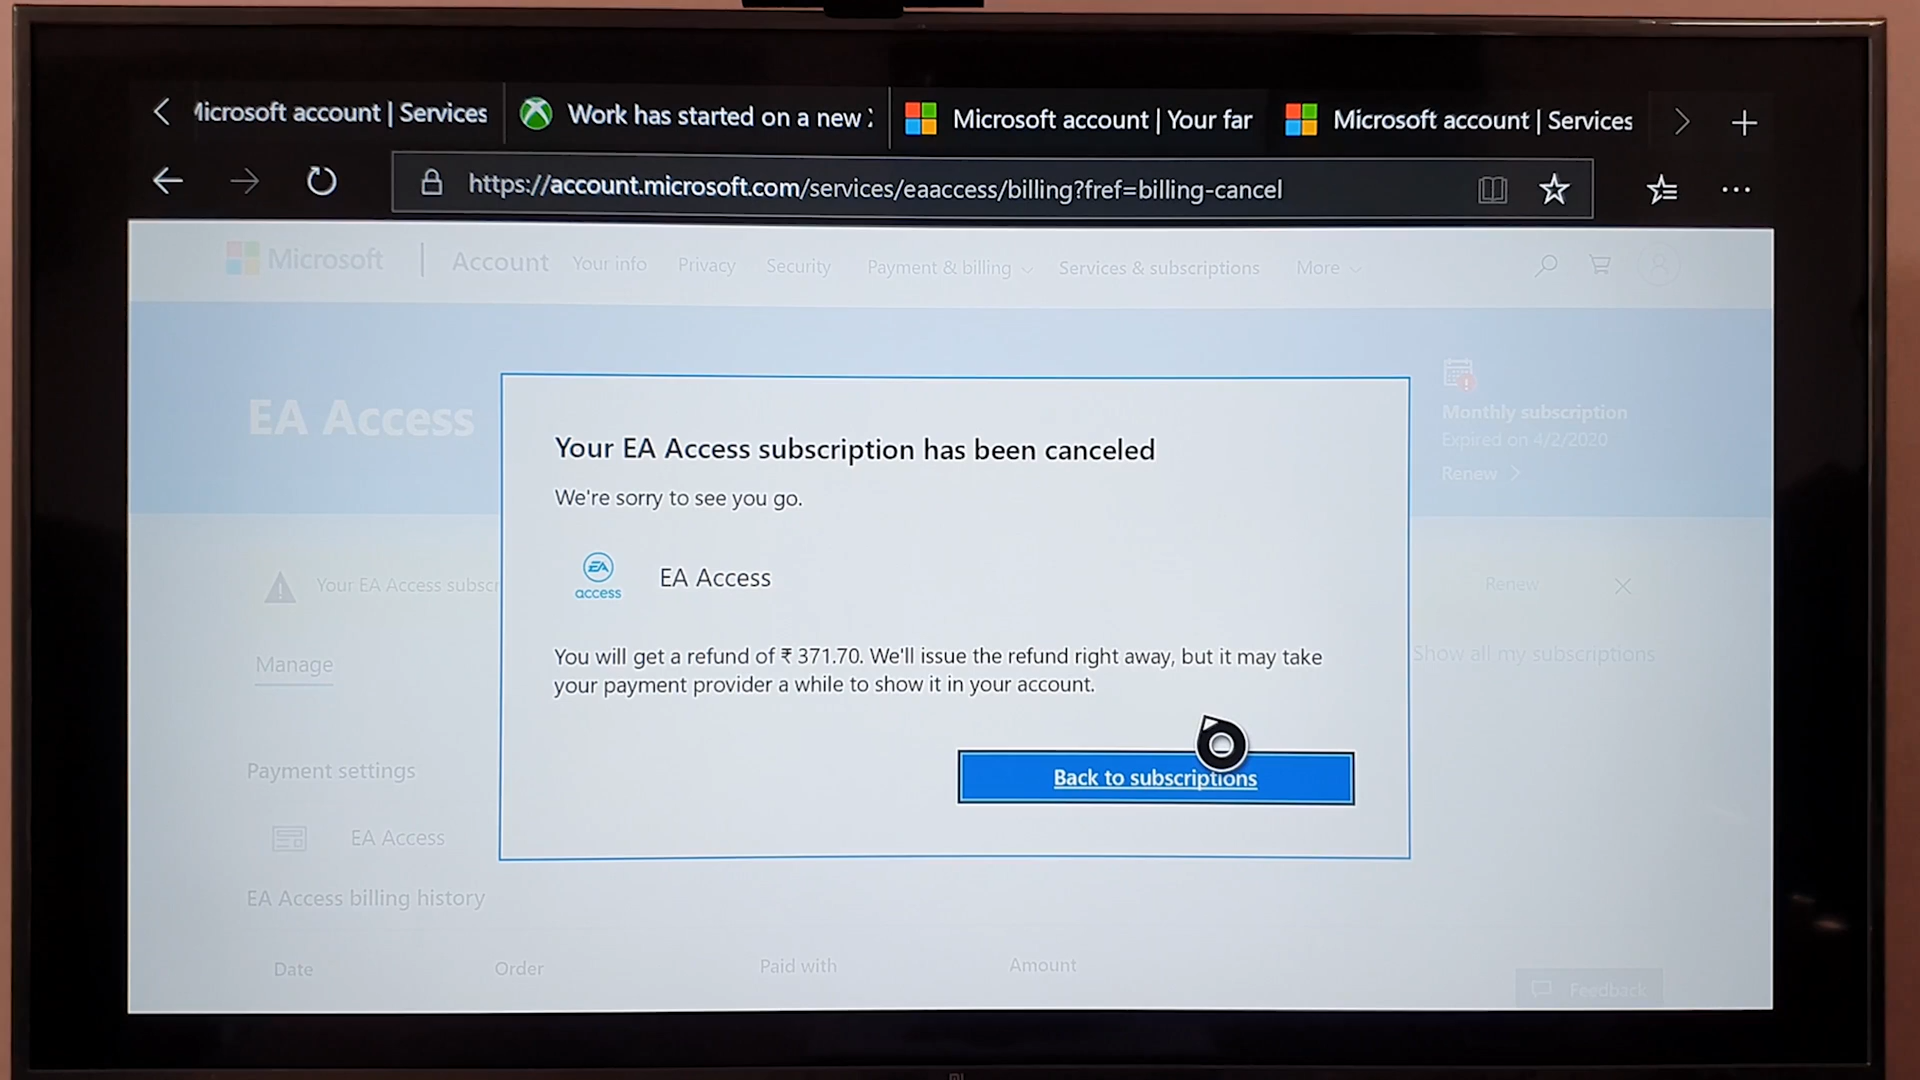 Microsoft account | Services
Work has started on a new
Microsoft account | Your far
Microsoft account | Services
https://account.microsoft.com/services/eaaccess/billing?fref=billing-cancel
Microsoft
Account
Your info
Privacy
Security
Payment & billing
Services & subscriptions
More
EA Access
Monthly subscription
Expired on 4/2/2020
Renew
Your EA Access subscription has been canceled
We're sorry to see you go.
EA
access
EA Access
You will get a refund of ₹ 371.70. We'll issue the refund right away, but it may take
your payment provider a while to show it in your account.
Back to subscriptions
Your EA Access subscr
Renew
Manage
Show all my subscriptions
Payment settings
EA Access
EA Access billing history
Date
Order
Paid with
Amount
Feedback